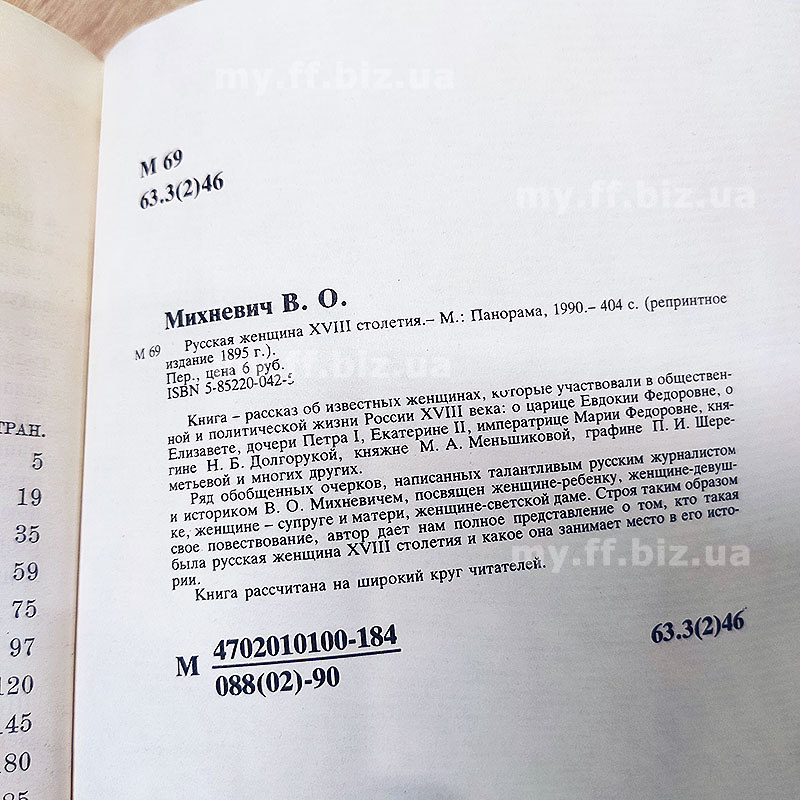 my.ff.biz.ua
М 69
63.3(2)46
my.ff.biz.ua
Михневич В. О.
М 69 Русская женщина XVIII столетия.– М.: Панорама, 1990.– 404 с. (репринтное
издание 1895 г.).
Пер., цена 6 руб.
ISBN 5-85220-042-5
my.ff.biz.ua
Книга – рассказ об известных женщинах, которые участвовали в обществен-
ной и политической жизни России XVIII века: о царице Евдокии Федоровне, о
Елизавете, дочери Петра I, Екатерине II, императрице Марии Федоровне, кня-
гине Н. Б. Долгорукой, княжне М. А. Меньшиковой, графине П. И. Шере-
метьевой и многих других.
Ряд обобщенных очерков, написанных талантливым русским журналистом
и историком В. О. Михневичем, посвящен женщине-ребенку, женщине-девуш-
ке, женщине – супруге и матери, женщине-светской даме. Строя таким образом
свое повествование, автор дает нам полное представление о том, кто такая
была русская женщина XVIII столетия и какое она занимает место в его исто-
рии.
my.ff.biz.ua
Книга рассчитана на широкий круг читателей.
М 4702010100-184
088(02)-90
63.3(2)46
ТРАН.
5
19
35
59
75
97
120
145
180